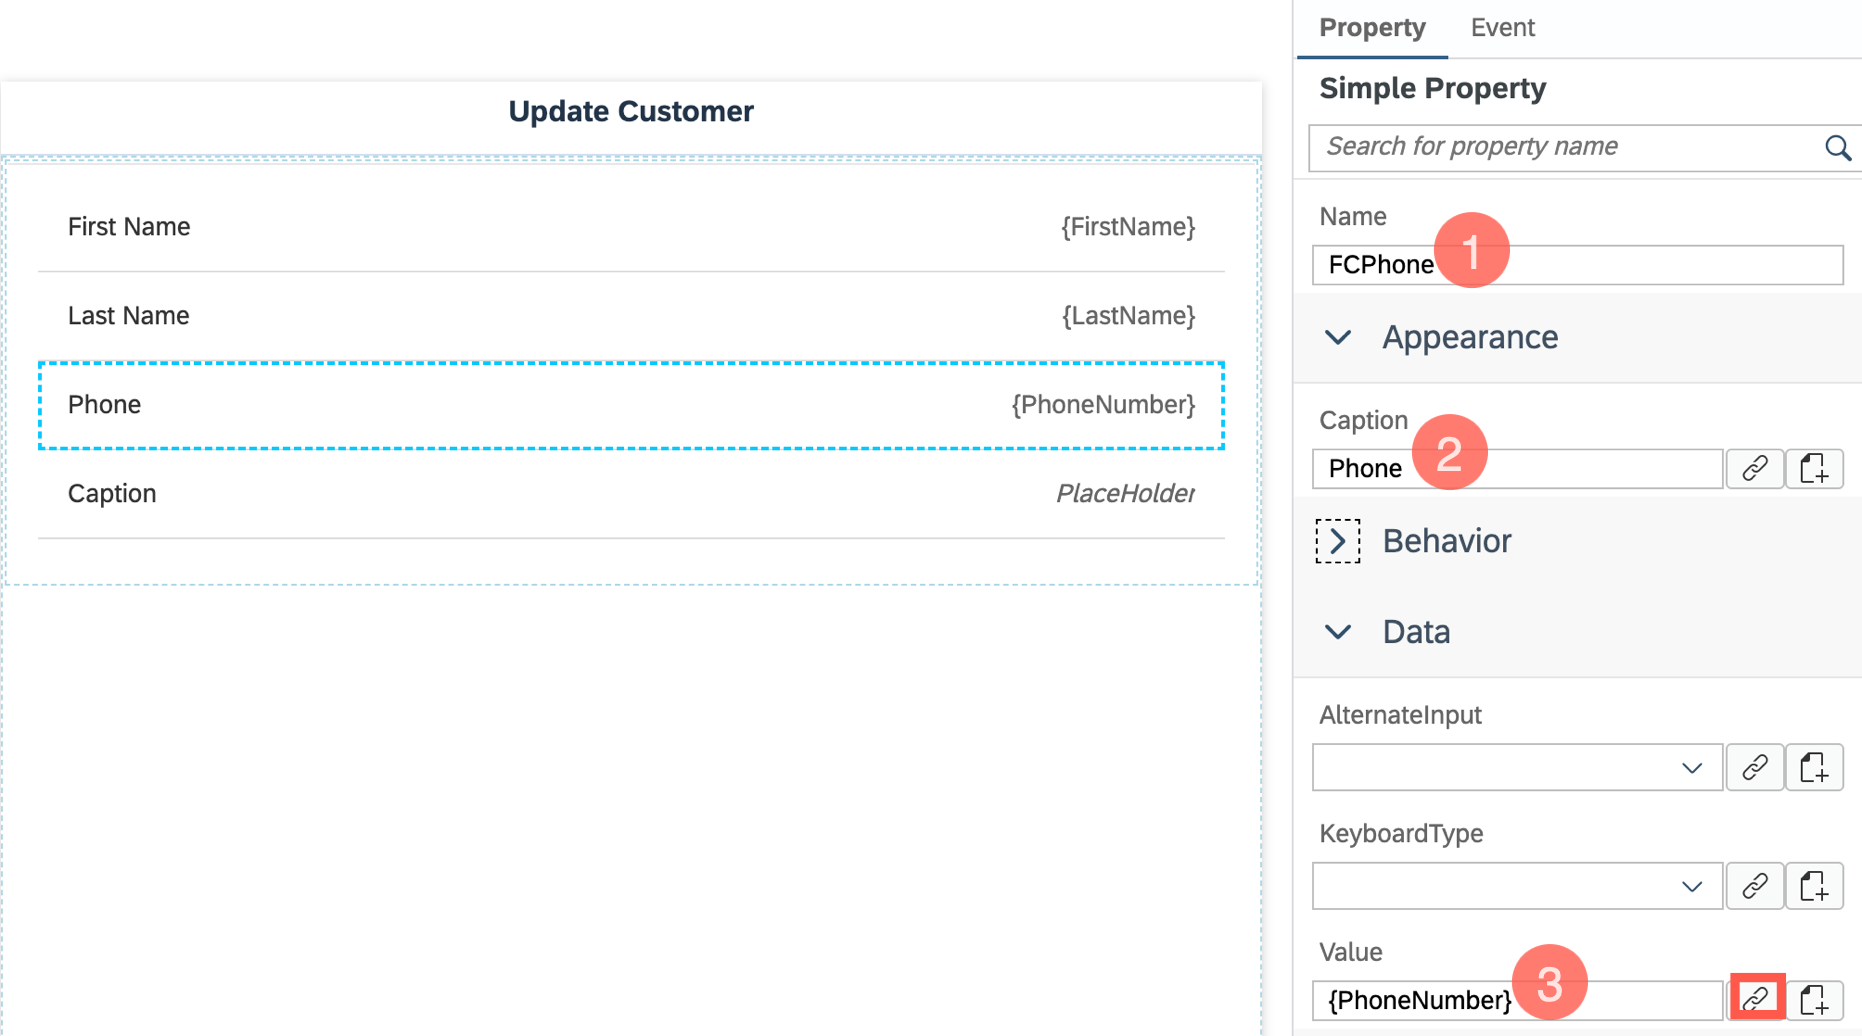 Update Customer
First Name {FirstName}
Last Name {LastName}
Phone {PhoneNumber}
Caption PlaceHolder
Property Event
Simple Property
Search for property name
Name
FCPhone 1
Appearance
Caption
Phone 2
Behavior
Data
AlternateInput
KeyboardType
Value
{PhoneNumber} 3